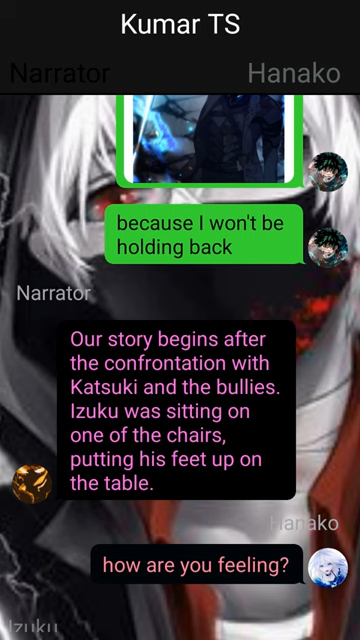 Kumar TS
Narrator
Hanako
because I won't be
holding back
Narrator
Our story begins after
the confrontation with
Katsuki and the bullies.
Izuku was sitting on
one of the chairs,
putting his feet up on
the table.
Hanako
how are you feeling?
Izuku